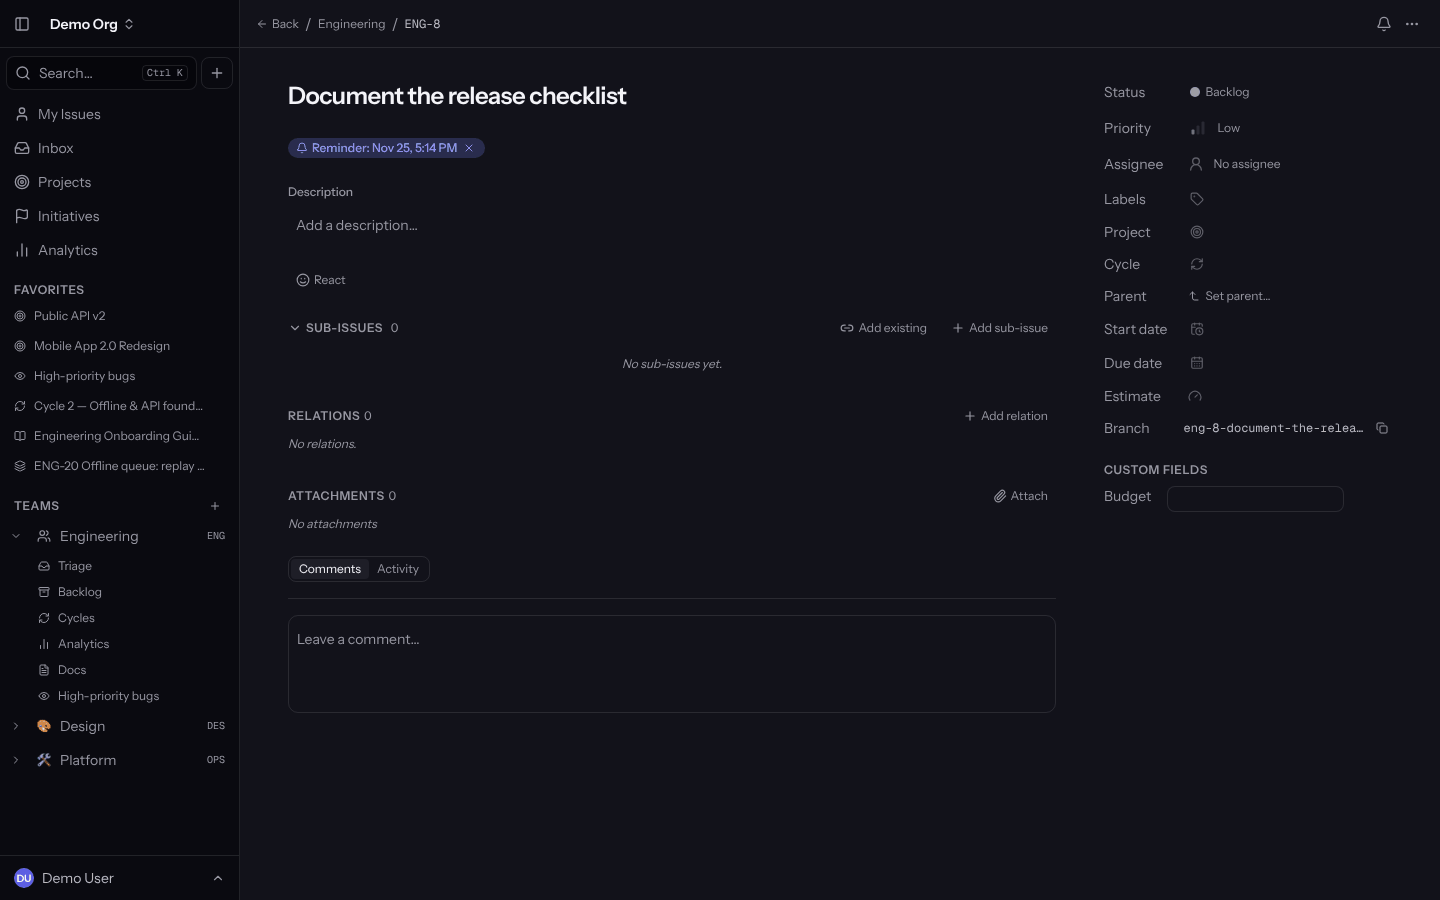 Demo Org
Back / Engineering / ENG-8
Search...
Ctrl K
My Issues
Inbox
Projects
Initiatives
Analytics
FAVORITES
Public API v2
Mobile App 2.0 Redesign
High-priority bugs
Cycle 2 — Offline & API found...
Engineering Onboarding Gui...
ENG-20 Offline queue: replay ...
TEAMS
Engineering ENG
Triage
Backlog
Cycles
Analytics
Docs
High-priority bugs
Design DES
Platform OPS
DU Demo User
Document the release checklist
Reminder: Nov 25, 5:14 PM
Description
Add a description...
React
SUB-ISSUES 0
Add existing
Add sub-issue
No sub-issues yet.
RELATIONS 0
Add relation
No relations.
ATTACHMENTS 0
Attach
No attachments
Comments
Activity
Leave a comment...
Status Backlog
Priority Low
Assignee No assignee
Labels
Project
Cycle
Parent Set parent...
Start date
Due date
Estimate
Branch eng-8-document-the-relea...
CUSTOM FIELDS
Budget